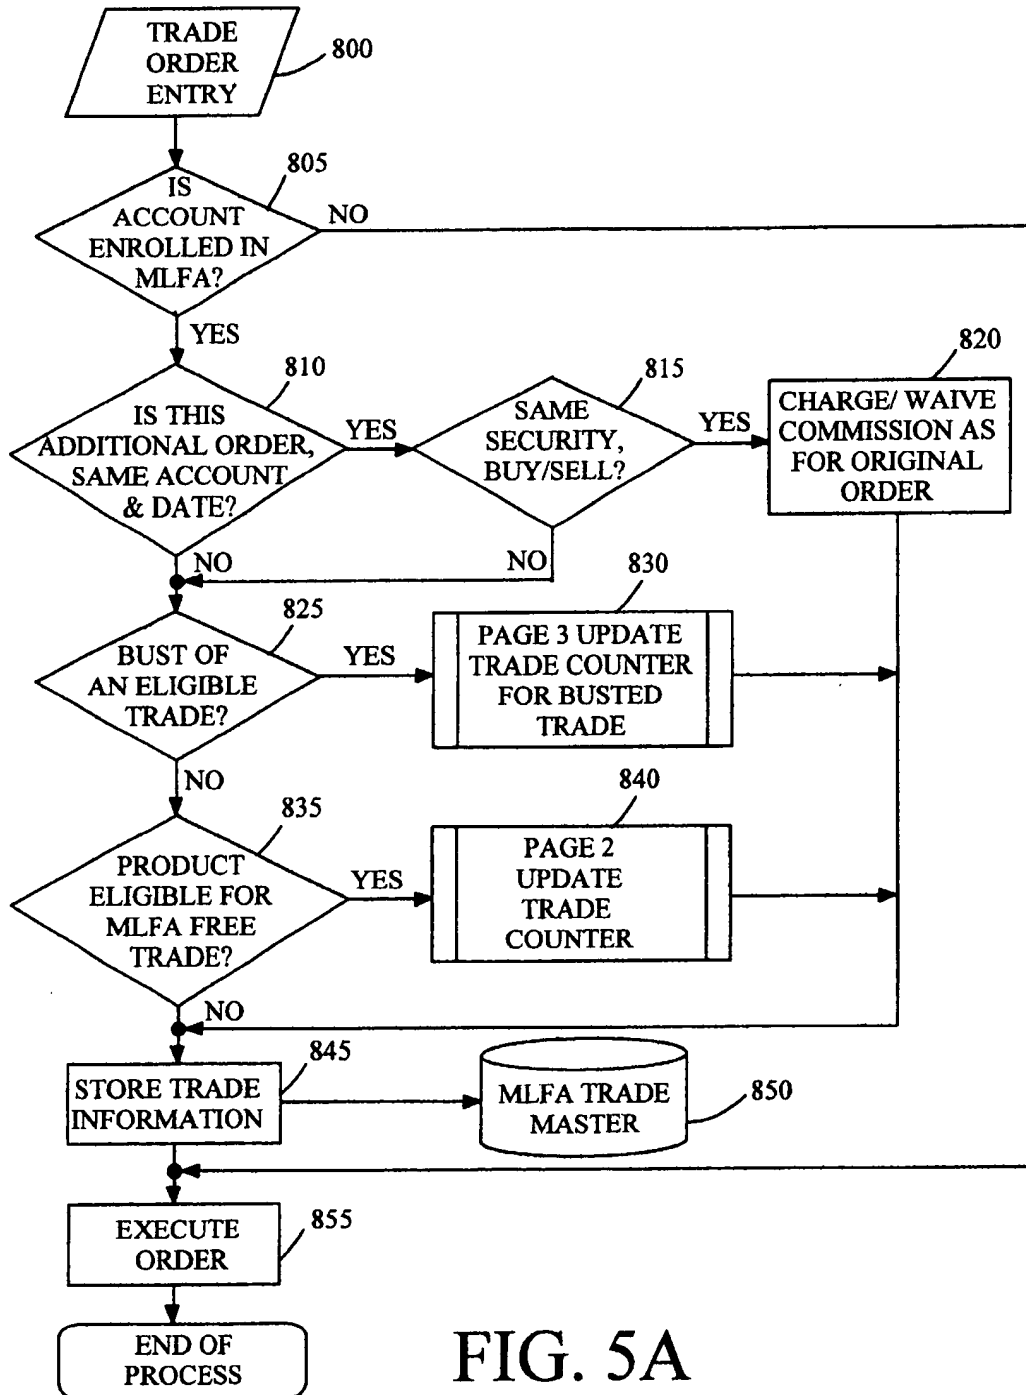 TRADE
ORDER
ENTRY
800
IS
ACCOUNT
ENROLLED IN
MLFA?
805
NO
YES
IS THIS
ADDITIONAL ORDER,
SAME ACCOUNT
& DATE?
810
YES
SAME
SECURITY,
BUY/SELL?
815
YES
CHARGE/ WAIVE
COMMISSION AS
FOR ORIGINAL
ORDER
820
NO
NO
BUST OF
AN ELIGIBLE
TRADE?
825
YES
PAGE 3 UPDATE
TRADE COUNTER
FOR BUSTED
TRADE
830
NO
PRODUCT
ELIGIBLE FOR
MLFA FREE
TRADE?
835
YES
PAGE 2
UPDATE
TRADE
COUNTER
840
NO
STORE TRADE
INFORMATION
845
MLFA TRADE
MASTER
850
EXECUTE
ORDER
855
END OF
PROCESS
FIG. 5A